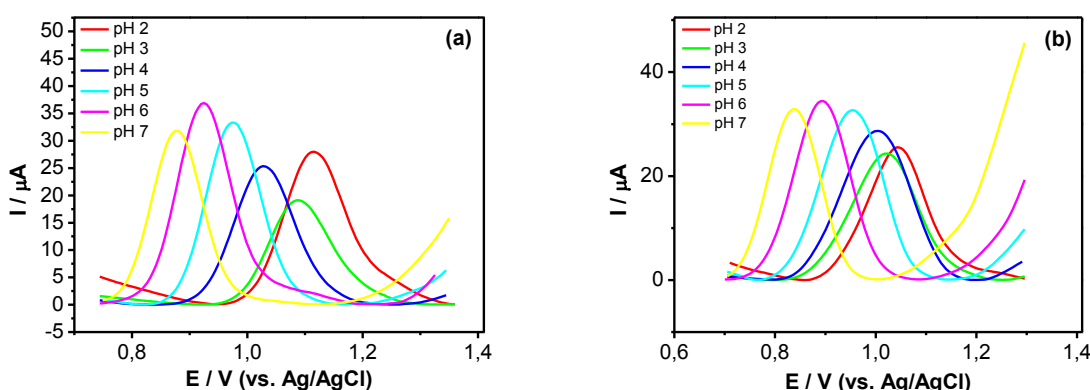 (a)
pH 2
pH 3
pH 4
pH 5
pH 6
pH 7
50
45
40
35
30
25
20
15
10
5
0
-5
I / µA
0,8
1,0
1,2
1,4
E / V (vs. Ag/AgCl)
(b)
pH 2
pH 3
pH 4
pH 5
pH 6
pH 7
40
20
0
I / µA
0,6
0,8
1,0
1,2
1,4
E / V (vs. Ag/AgCl)